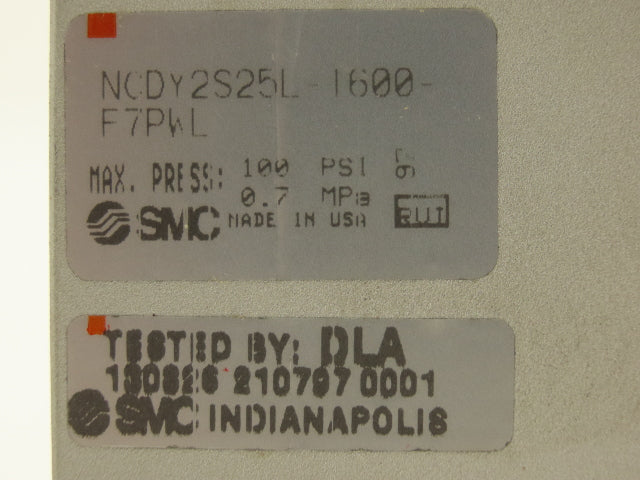 NCDY2S25L-1600-
F7PWL
MAX. PRESS: 100 PSI
0.7 MPa
SMC MADE IN USA
TESTED BY: DLA
130826 210797 0001
SMC INDIANAPOLIS